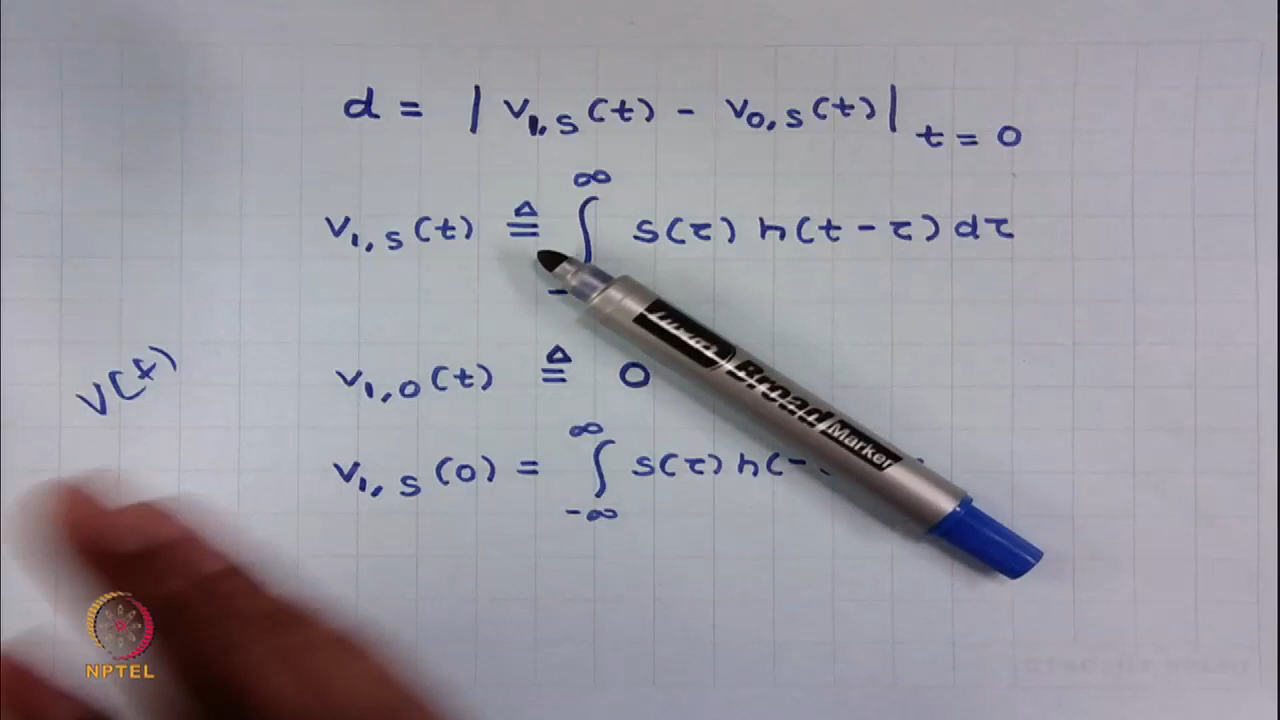 d = | v₁,s(t) - v₀,s(t) | t = 0
∞
v₁,s(t) ≜ ∫ s(τ) h(t - τ) dτ
-
v(t)
v₁,₀(t) ≜ 0
∞
v₁,s(0) = ∫ s(τ) h(-
-∞
Broad Marker
NPTEL